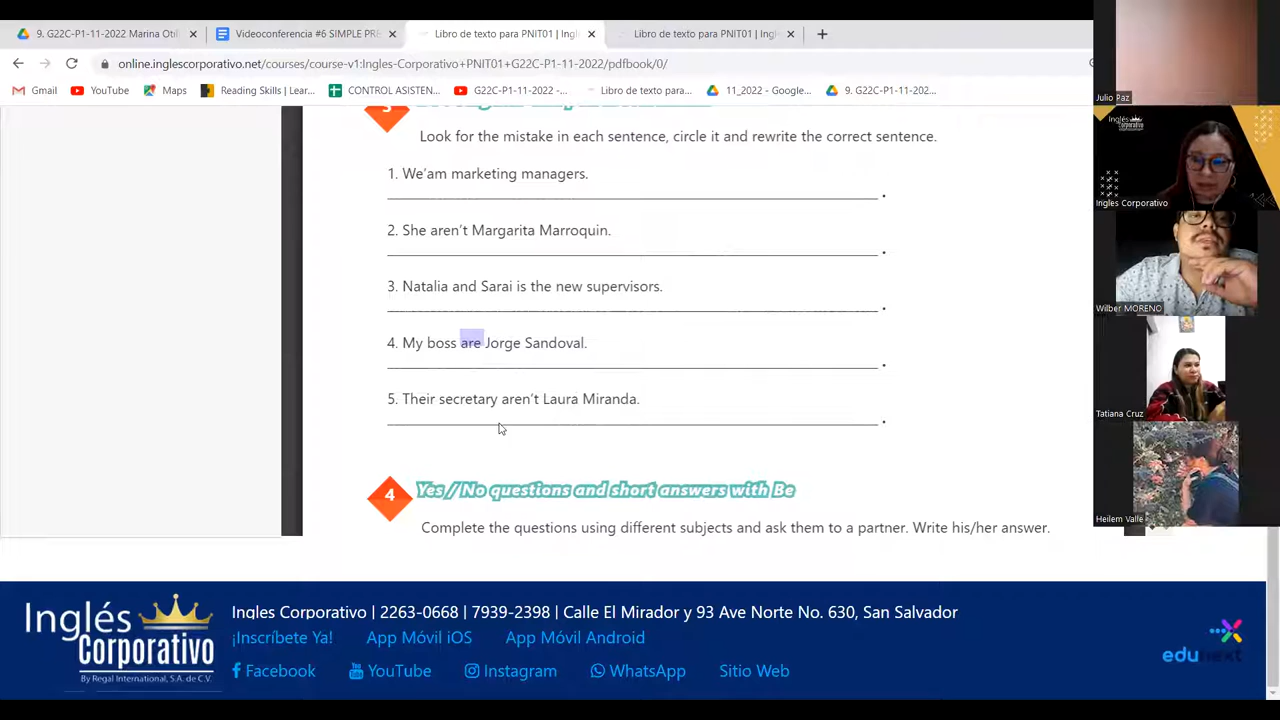 9. G22C-P1-11-2022 Marina Otil
Videoconferencia #6 SIMPLE PRE
Libro de texto para PNIT01 | Ingl
Libro de texto para PNIT01 | Ingl
online.inglescorporativo.net/courses/course-v1:Ingles-Corporativo+PNIT01+G22C-P1-11-2022/pdfbook/0/
Gmail
YouTube
Maps
Reading Skills | Lear...
CONTROL ASISTEN...
G22C-P1-11-2022 -...
Libro de texto para...
11_2022 - Google...
9. G22C-P1-11-202...
Look for the mistake in each sentence, circle it and rewrite the correct sentence.
1. We'am marketing managers.
2. She aren't Margarita Marroquin.
3. Natalia and Sarai is the new supervisors.
4. My boss are Jorge Sandoval.
5. Their secretary aren't Laura Miranda.
4
Yes / No questions and short answers with Be
Complete the questions using different subjects and ask them to a partner. Write his/her answer.
Julio Paz
Inglés Corporativo
Ingles Corporativo
Wilber MORENO
Tatiana Cruz
Heilem Valle
Inglés
Corporativo
By Regal International, S.A. de C.V.
Ingles Corporativo | 2263-0668 | 7939-2398 | Calle El Mirador y 93 Ave Norte No. 630, San Salvador
¡Inscríbete Ya!
App Móvil iOS
App Móvil Android
Facebook
YouTube
Instagram
WhatsApp
Sitio Web
edunext